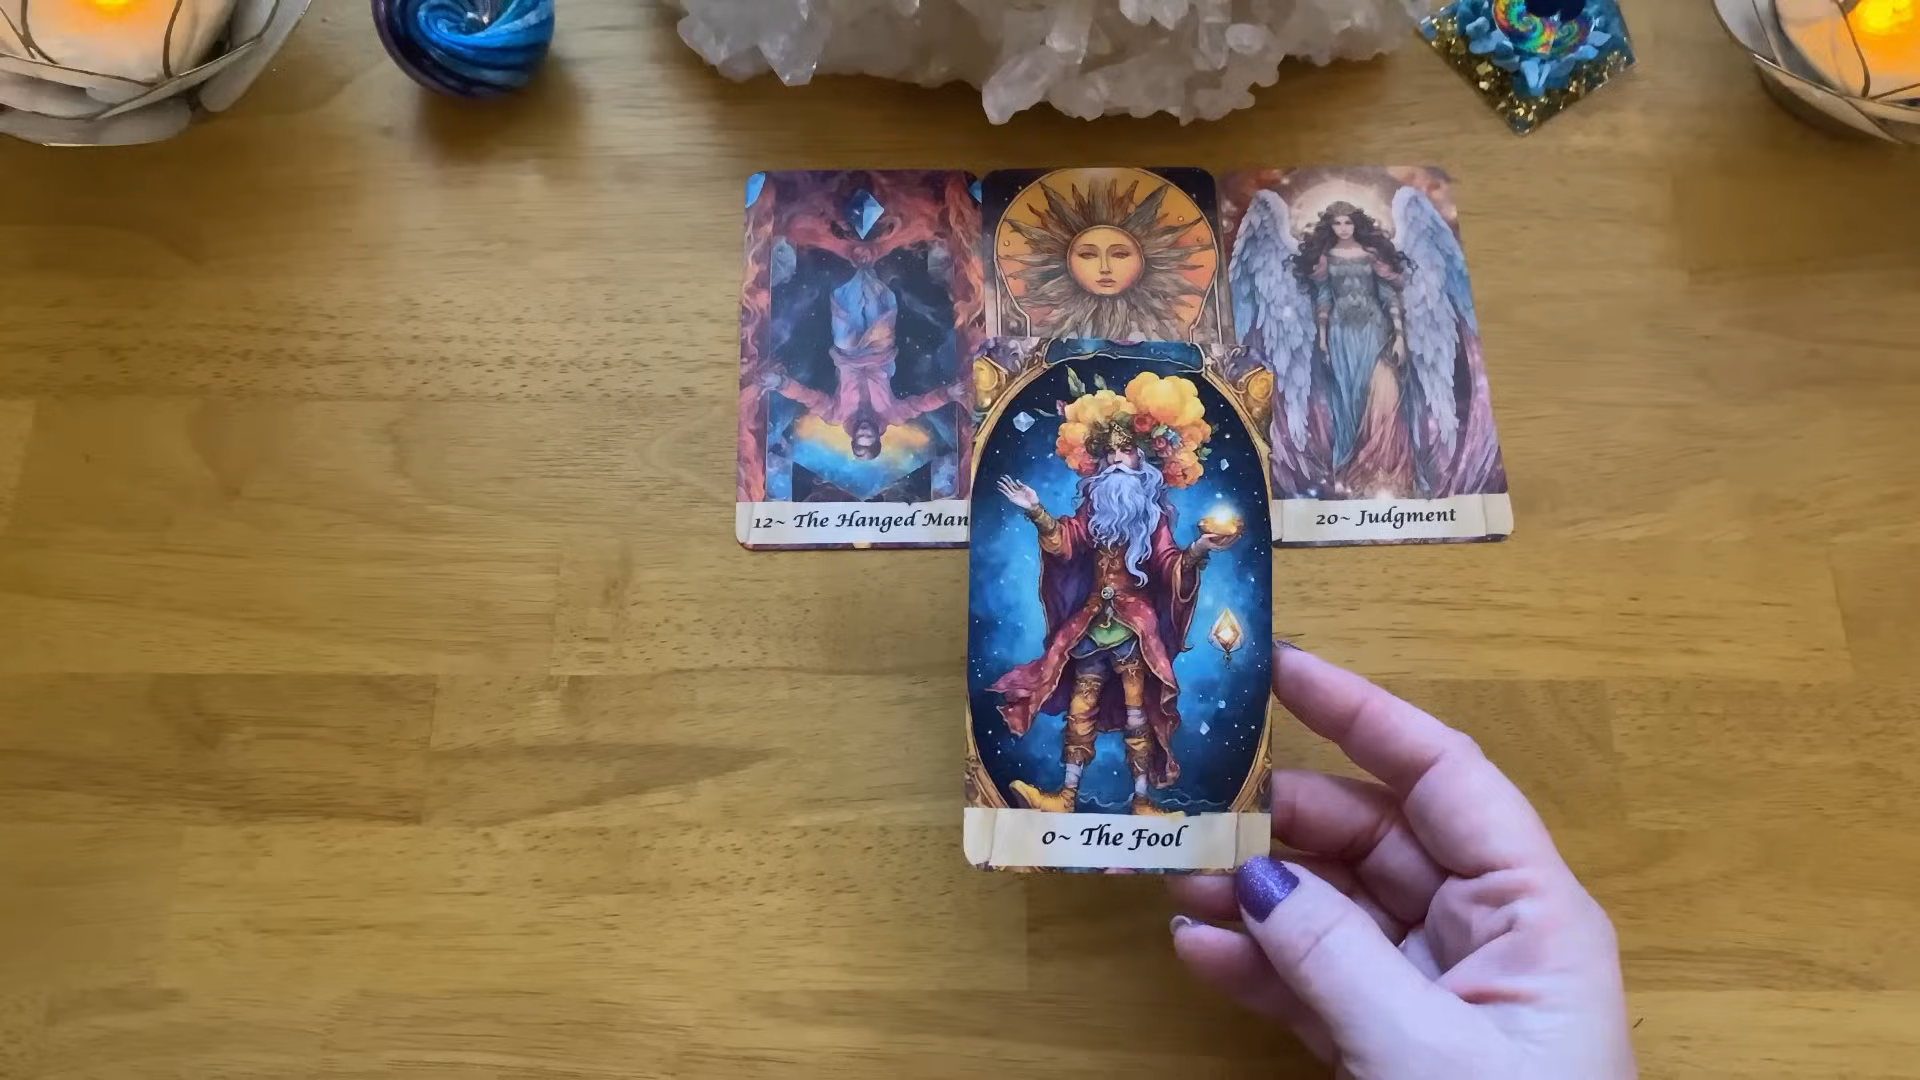 12~ The Hanged Man
20~ Judgment
0~ The Fool